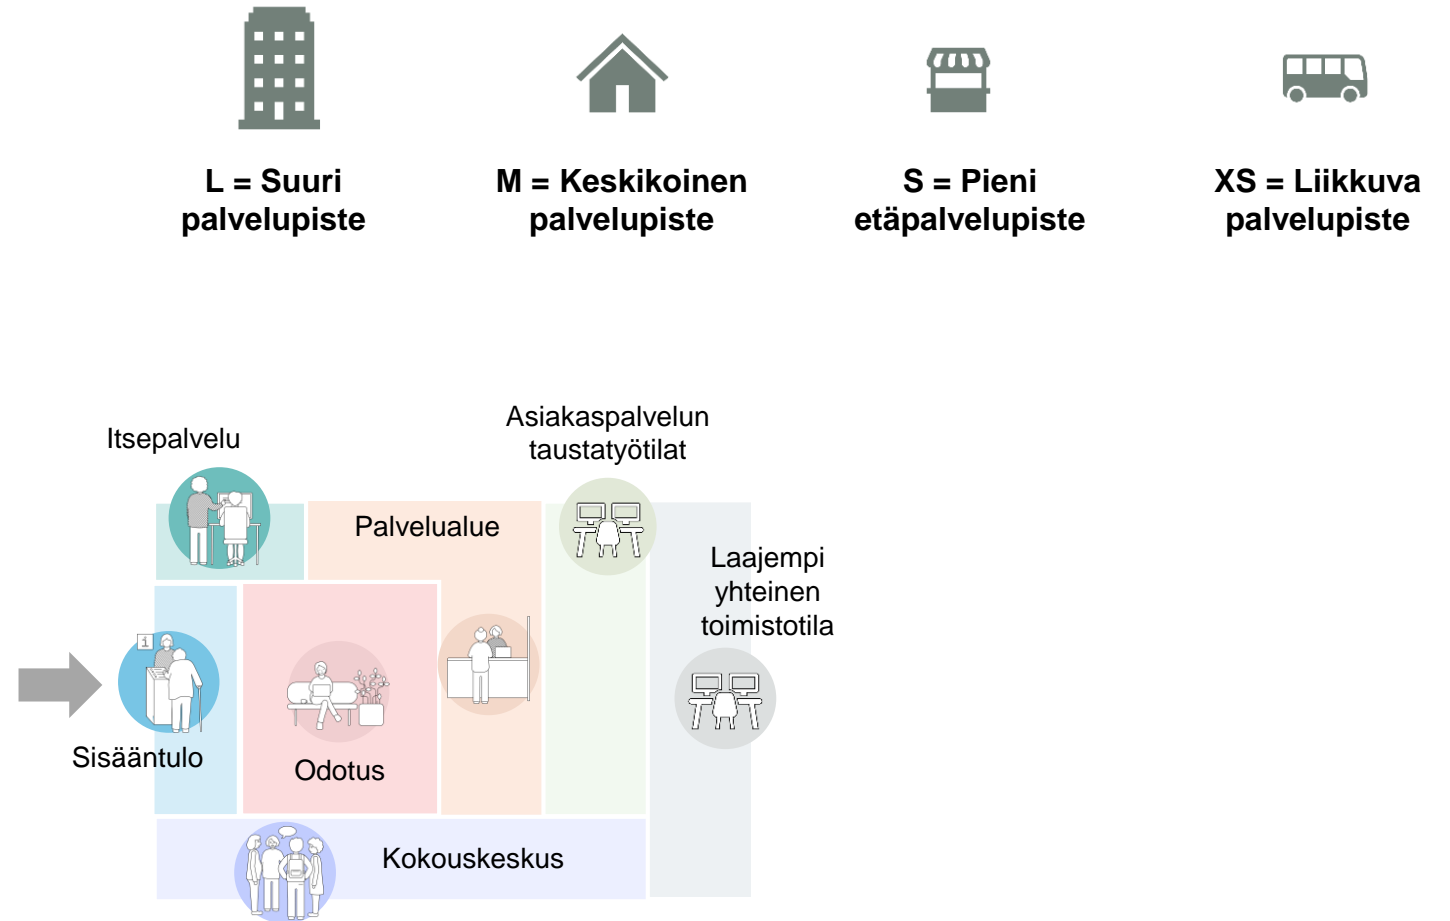 L = Suuri
palvelupiste
M = Keskikoinen
palvelupiste
S = Pieni
etäpalvelupiste
XS = Liikkuva
palvelupiste
Itsepalvelu
Asiakaspalvelun
taustatyötilat
Palvelualue
Laajempi
yhteinen
toimistotila
i
Sisääntulo
Odotus
Kokouskeskus